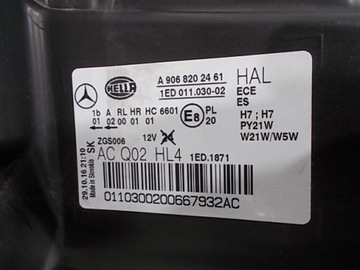 HELLA
A 906 820 24 61
1ED 011.030-02
HAL
ECE
ES
1b A RL HR HC 6601
01 02 00 01 01
E8
PL
20
H7 ; H7
PY21W
W21W/W5W
ZGS006
12V 24
AC Q02 HL4 1ED.1871
29.10.16 21:10
Made in Slovakia
SK
0110300200667932AC